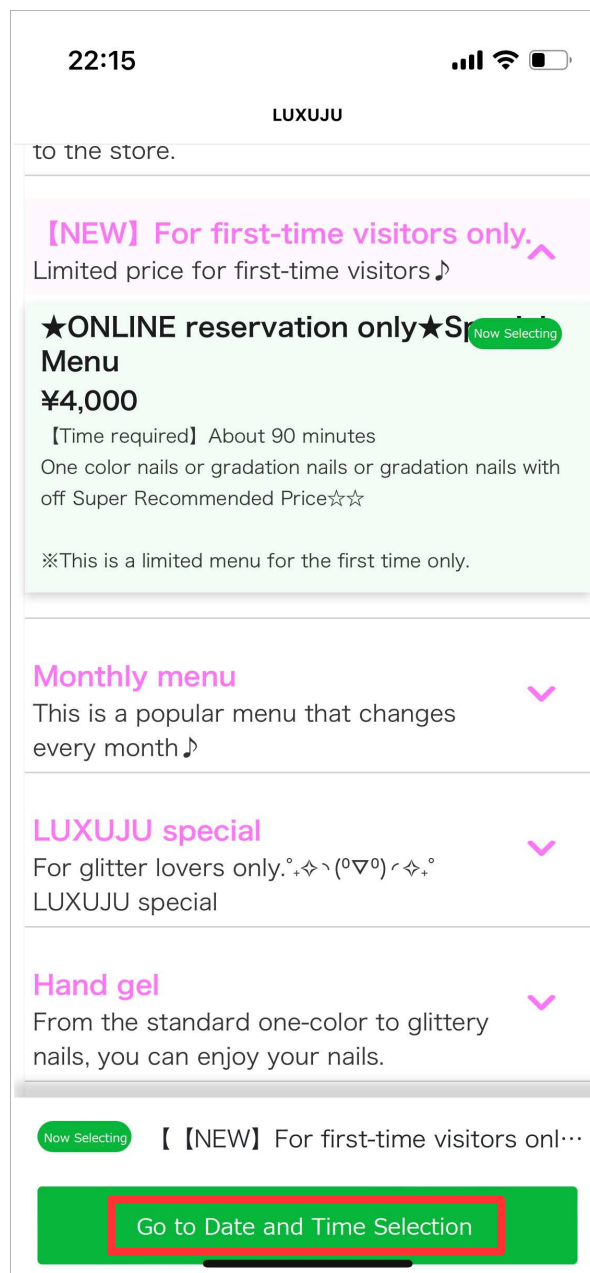 22:15
LUXUJU
to the store.
【NEW】For first-time visitors only.
Limited price for first-time visitors♪
★ONLINE reservation only★
Now Selecting
Menu
¥4,000
【Time required】About 90 minutes
One color nails or gradation nails or gradation nails with
off Super Recommended Price☆☆
※This is a limited menu for the first time only.
Monthly menu
This is a popular menu that changes
every month♪
LUXUJU special
For glitter lovers only.˚₊✧◝(⁰▽⁰)◜✧₊˚
LUXUJU special
Hand gel
From the standard one-color to glittery
nails, you can enjoy your nails.
Now Selecting
【【NEW】For first-time visitors onl…
Go to Date and Time Selection